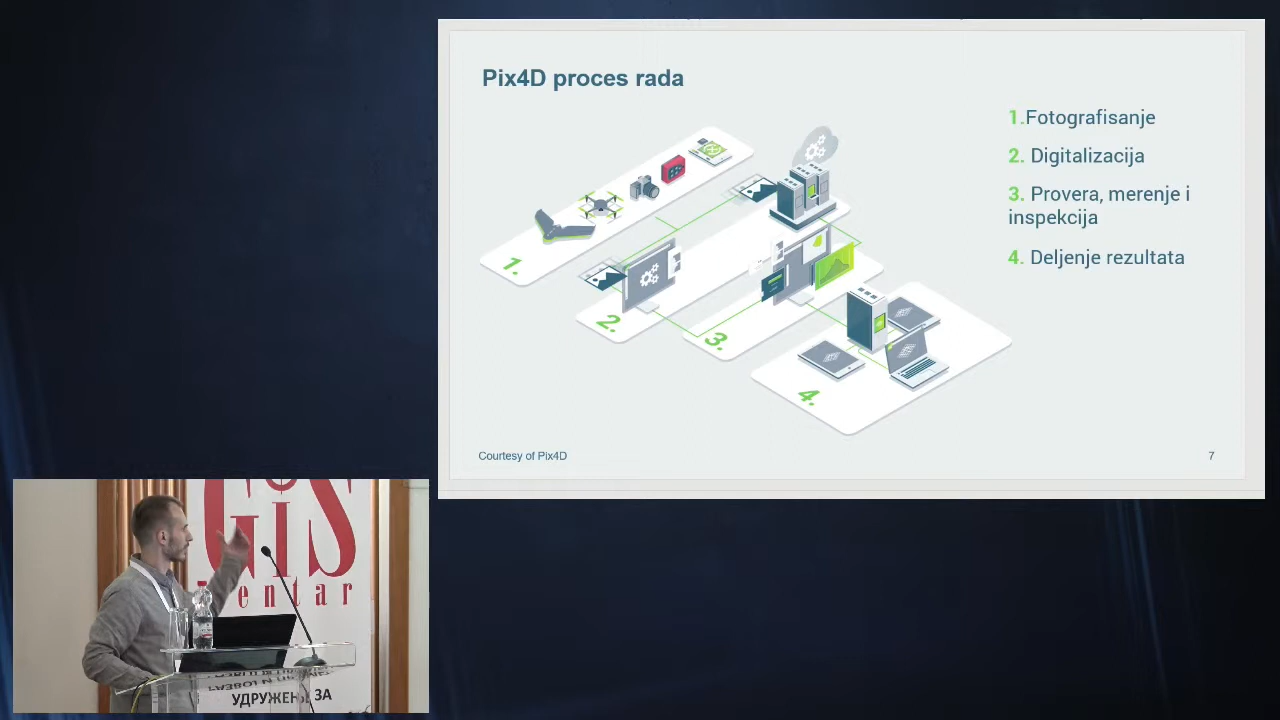 Pix4D proces rada
1.Fotografisanje
2. Digitalizacija
3. Provera, merenje i
inspekcija
4. Deljenje rezultata
1.
2.
3.
4.
Courtesy of Pix4D
7
GiS
entar
УДРУЖЕЊ ЗА